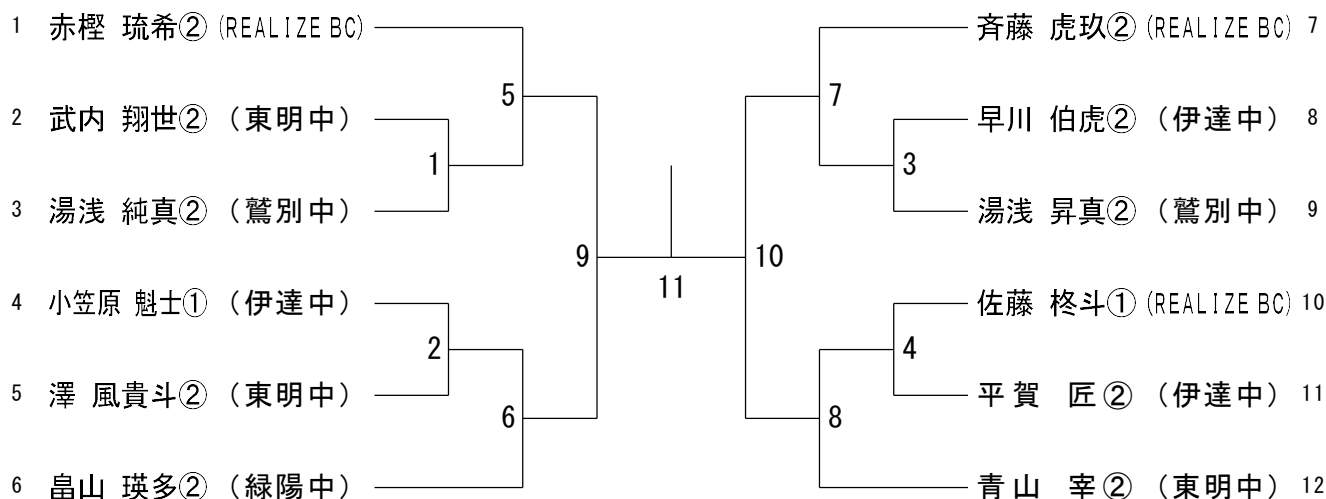 1 赤樫 琉希② (REALIZE BC)
2 武内 翔世② （東明中）
3 湯浅 純真② （鷲別中）
4 小笠原 魁士① （伊達中）
5 澤 風貴斗② （東明中）
6 畠山 瑛多② （緑陽中）
5
1
9
2
6
11
7
3
10
4
8
斉藤 虎玖② (REALIZE BC) 7
早川 伯虎② （伊達中） 8
湯浅 昇真② （鷲別中） 9
佐藤 柊斗① (REALIZE BC) 10
平賀 匠② （伊達中） 11
青山 宰② （東明中） 12